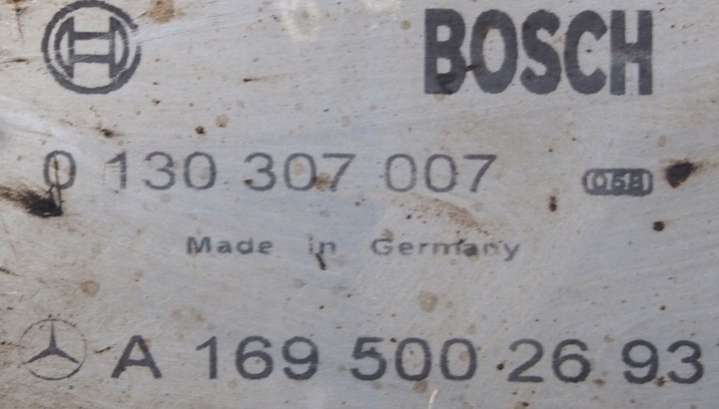 BOSCH
0 130 307 007 058
Made in Germany
A 169 500 26 93